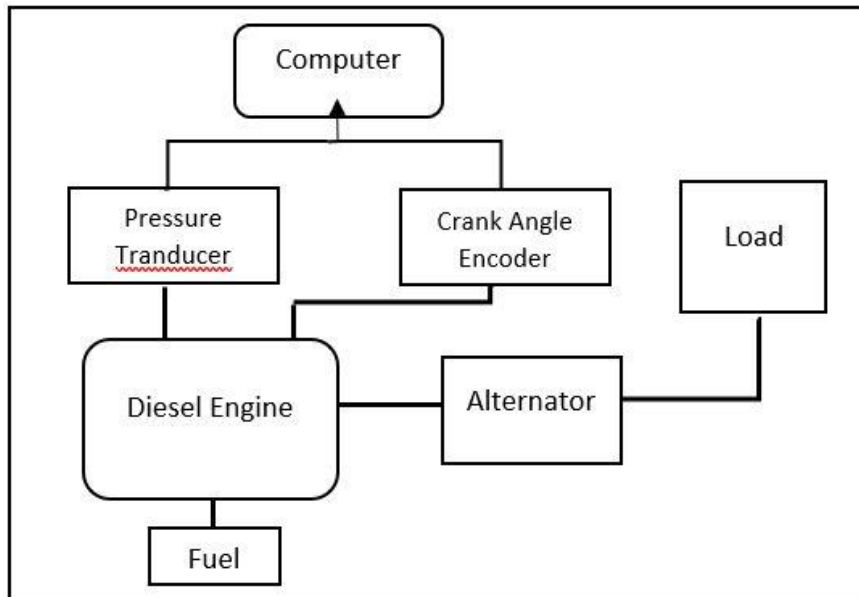 Computer
Pressure
Tranducer
Crank Angle
Encoder
Load
Diesel Engine
Alternator
Fuel